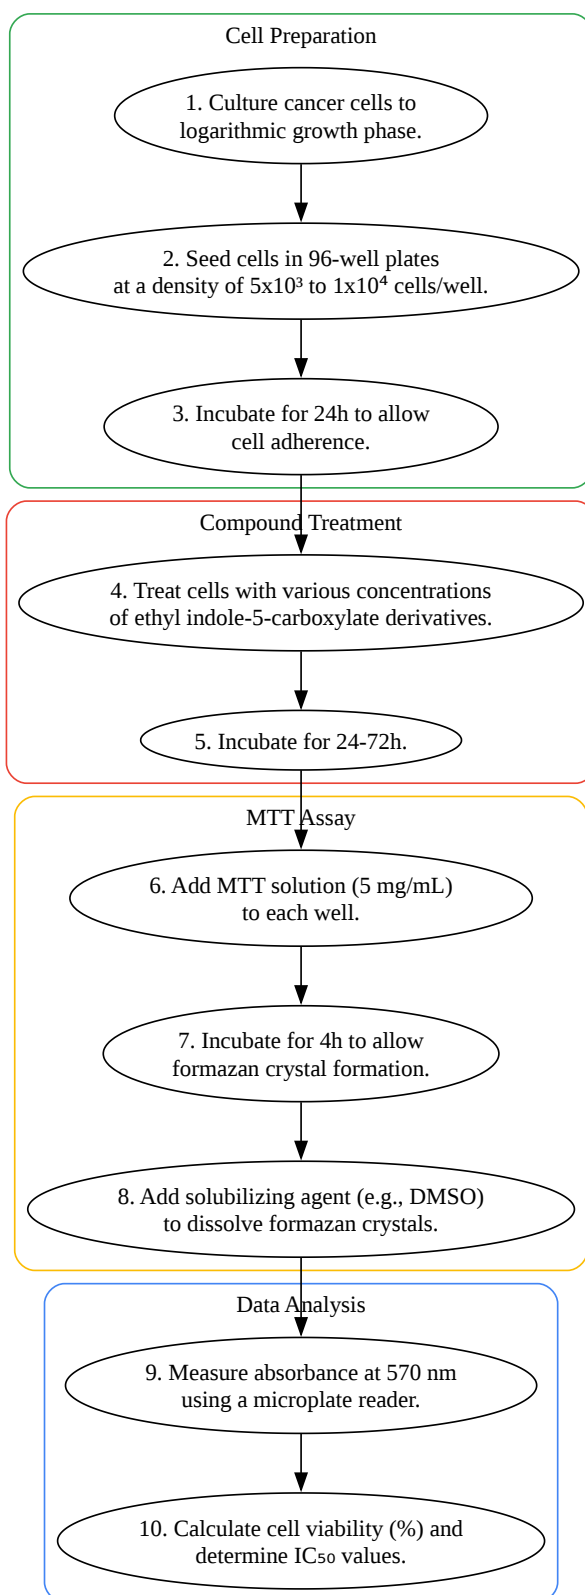 Cell Preparation
1. Culture cancer cells to
logarithmic growth phase.
2. Seed cells in 96-well plates
at a density of 5x10³ to 1x10⁴ cells/well.
3. Incubate for 24h to allow
cell adherence.
Compound Treatment
4. Treat cells with various concentrations
of ethyl indole-5-carboxylate derivatives.
5. Incubate for 24-72h.
MTT Assay
6. Add MTT solution (5 mg/mL)
to each well.
7. Incubate for 4h to allow
formazan crystal formation.
8. Add solubilizing agent (e.g., DMSO)
to dissolve formazan crystals.
Data Analysis
9. Measure absorbance at 570 nm
using a microplate reader.
10. Calculate cell viability (%) and
determine IC₅₀ values.